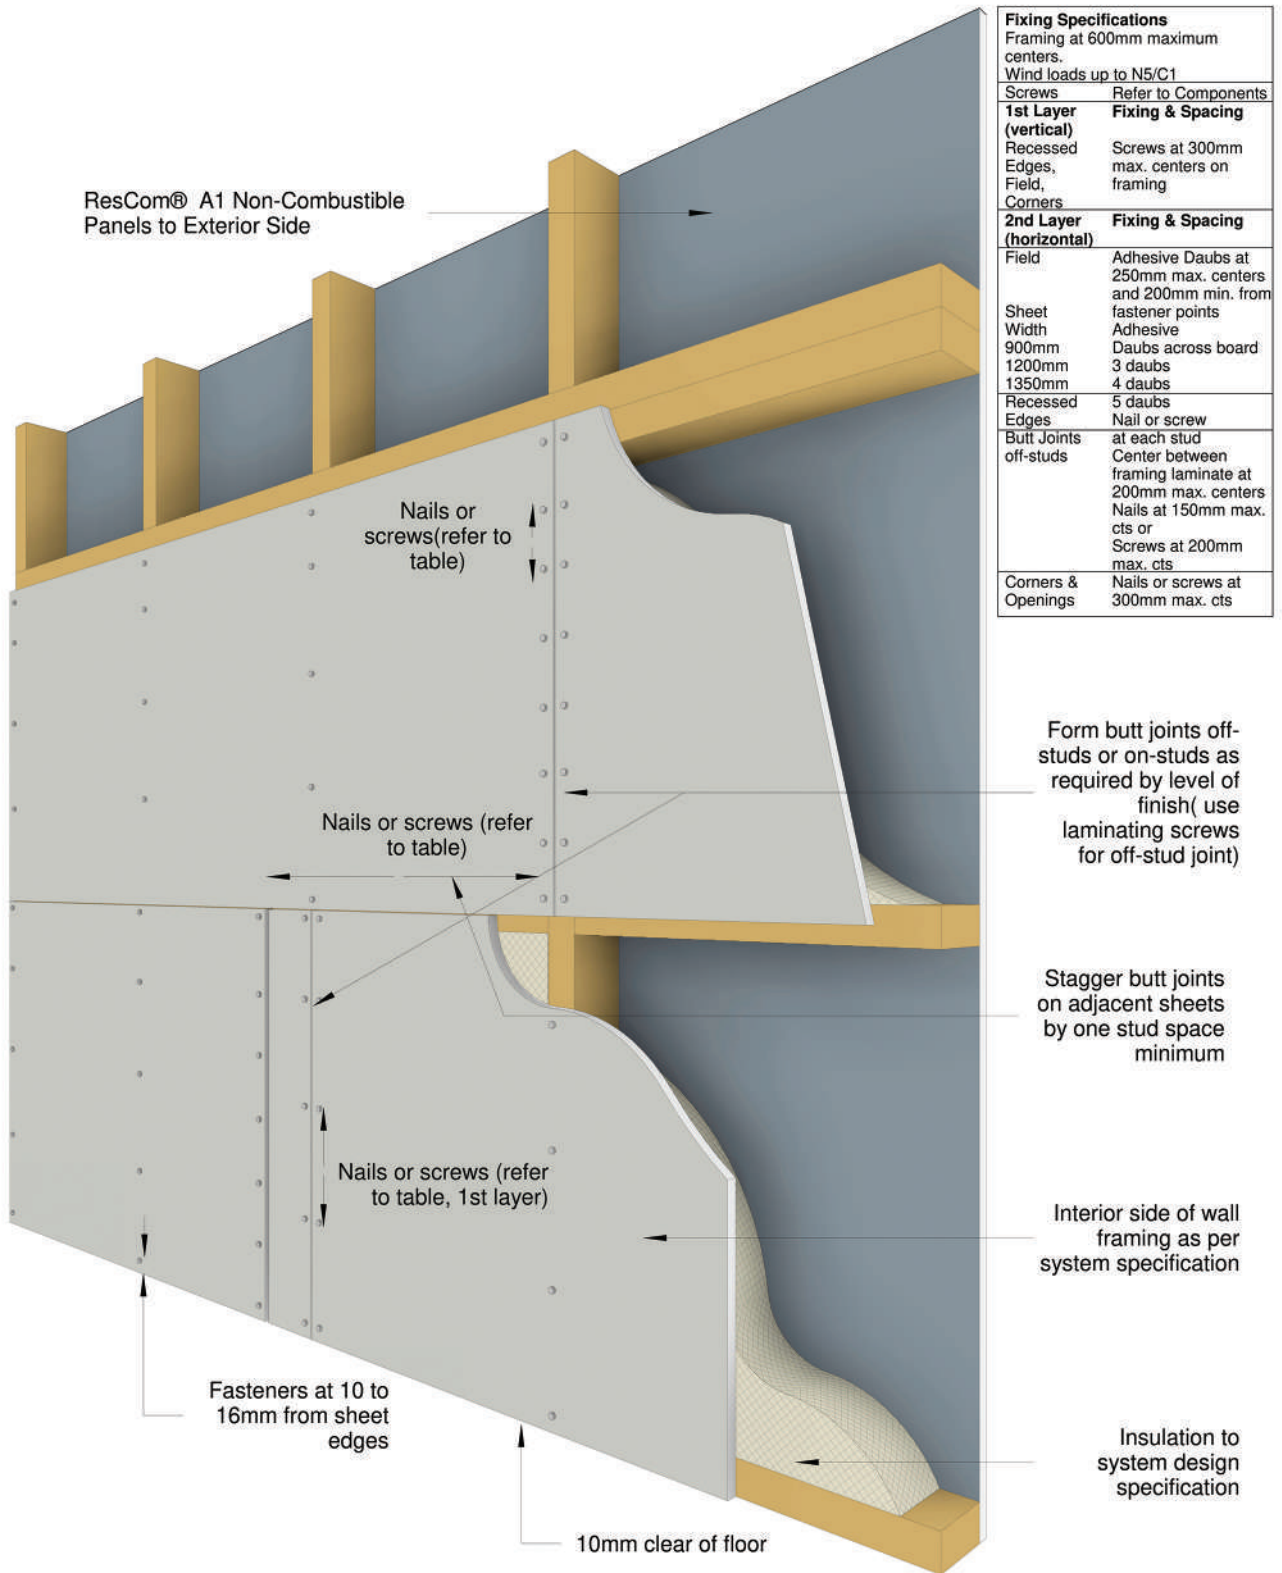 Fixing Specifications
Framing at 600mm maximum
centers.
Wind loads up to N5/C1
Screws Refer to Components
1st Layer Fixing & Spacing
(vertical)
Recessed Screws at 300mm
Edges, max. centers on
Field, framing
Corners
2nd Layer Fixing & Spacing
(horizontal)
Field Adhesive Daubs at
250mm max. centers
and 200mm min. from
Sheet fastener points
Width Adhesive
900mm Daubs across board
1200mm 3 daubs
1350mm 4 daubs
Recessed 5 daubs
Edges Nail or screw
Butt Joints at each stud
off-studs Center between
framing laminate at
200mm max. centers
Nails at 150mm max.
cts or
Screws at 200mm
max. cts
Corners & Nails or screws at
Openings 300mm max. cts
ResCom® A1 Non-Combustible
Panels to Exterior Side
Nails or
screws(refer to
table)
Form butt joints off-
studs or on-studs as
required by level of
finish( use
laminating screws
for off-stud joint)
Nails or screws (refer
to table)
Stagger butt joints
on adjacent sheets
by one stud space
minimum
Nails or screws (refer
to table, 1st layer)
Interior side of wall
framing as per
system specification
Fasteners at 10 to
16mm from sheet
edges
Insulation to
system design
specification
10mm clear of floor